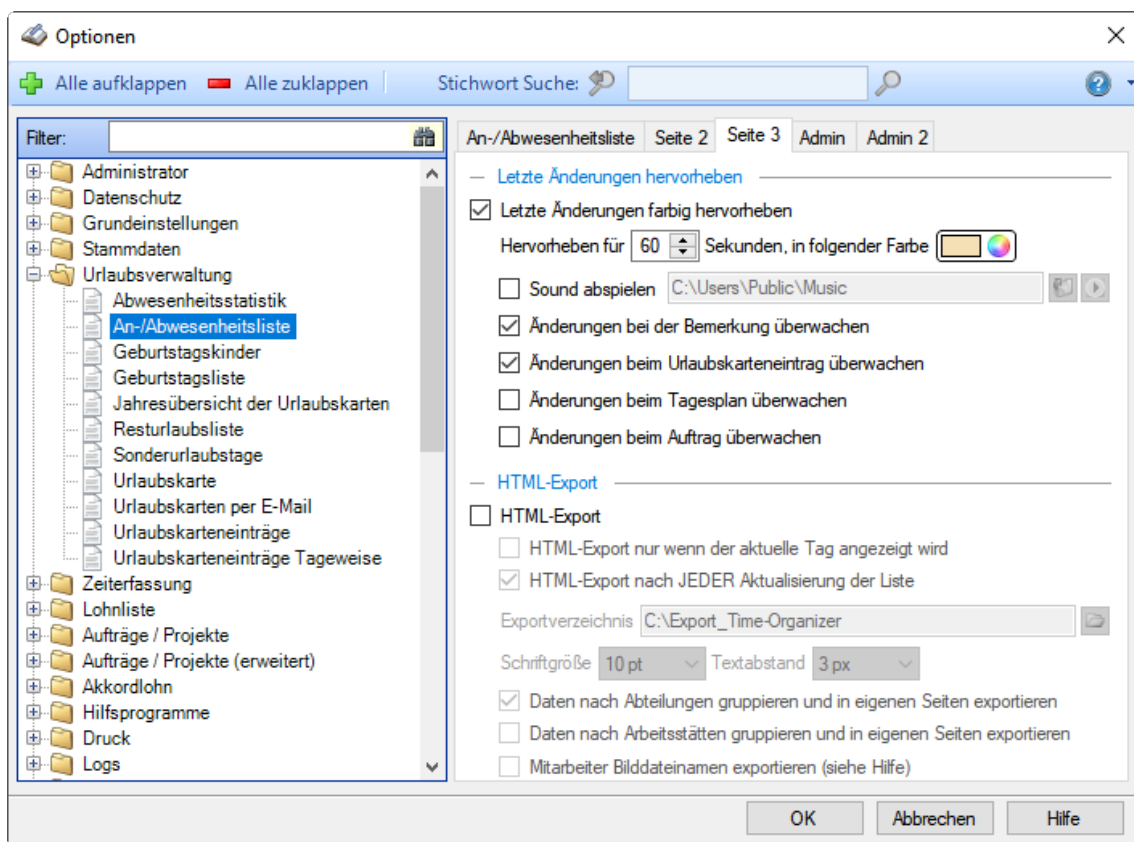 Optionen
Alle aufklappen Alle zuklappen Stichwort Suche:
Filter:
Administrator
Datenschutz
Grundeinstellungen
Stammdaten
Urlaubsverwaltung
Abwesenheitsstatistik
An-/Abwesenheitsliste
Geburtstagskinder
Geburtstagsliste
Jahresübersicht der Urlaubskarten
Resturlaubsliste
Sonderurlaubstage
Urlaubskarte
Urlaubskarten per E-Mail
Urlaubskarteneinträge
Urlaubskarteneinträge Tageweise
Zeiterfassung
Lohnliste
Aufträge / Projekte
Aufträge / Projekte (erweitert)
Akkordlohn
Hilfsprogramme
Druck
Logs
An-/Abwesenheitsliste Seite 2 Seite 3 Admin Admin 2
Letzte Änderungen hervorheben
Letzte Änderungen farbig hervorheben
Hervorheben für 60 Sekunden, in folgender Farbe
Sound abspielen C:\Users\Public\Music
Änderungen bei der Bemerkung überwachen
Änderungen beim Urlaubskarteneintrag überwachen
Änderungen beim Tagesplan überwachen
Änderungen beim Auftrag überwachen
HTML-Export
HTML-Export
HTML-Export nur wenn der aktuelle Tag angezeigt wird
HTML-Export nach JEDER Aktualisierung der Liste
Exportverzeichnis C:\Export_Time-Organizer
Schriftgröße 10 pt Textabstand 3 px
Daten nach Abteilungen gruppieren und in eigenen Seiten exportieren
Daten nach Arbeitsstätten gruppieren und in eigenen Seiten exportieren
Mitarbeiter Bilddateinamen exportieren (siehe Hilfe)
OK Abbrechen Hilfe